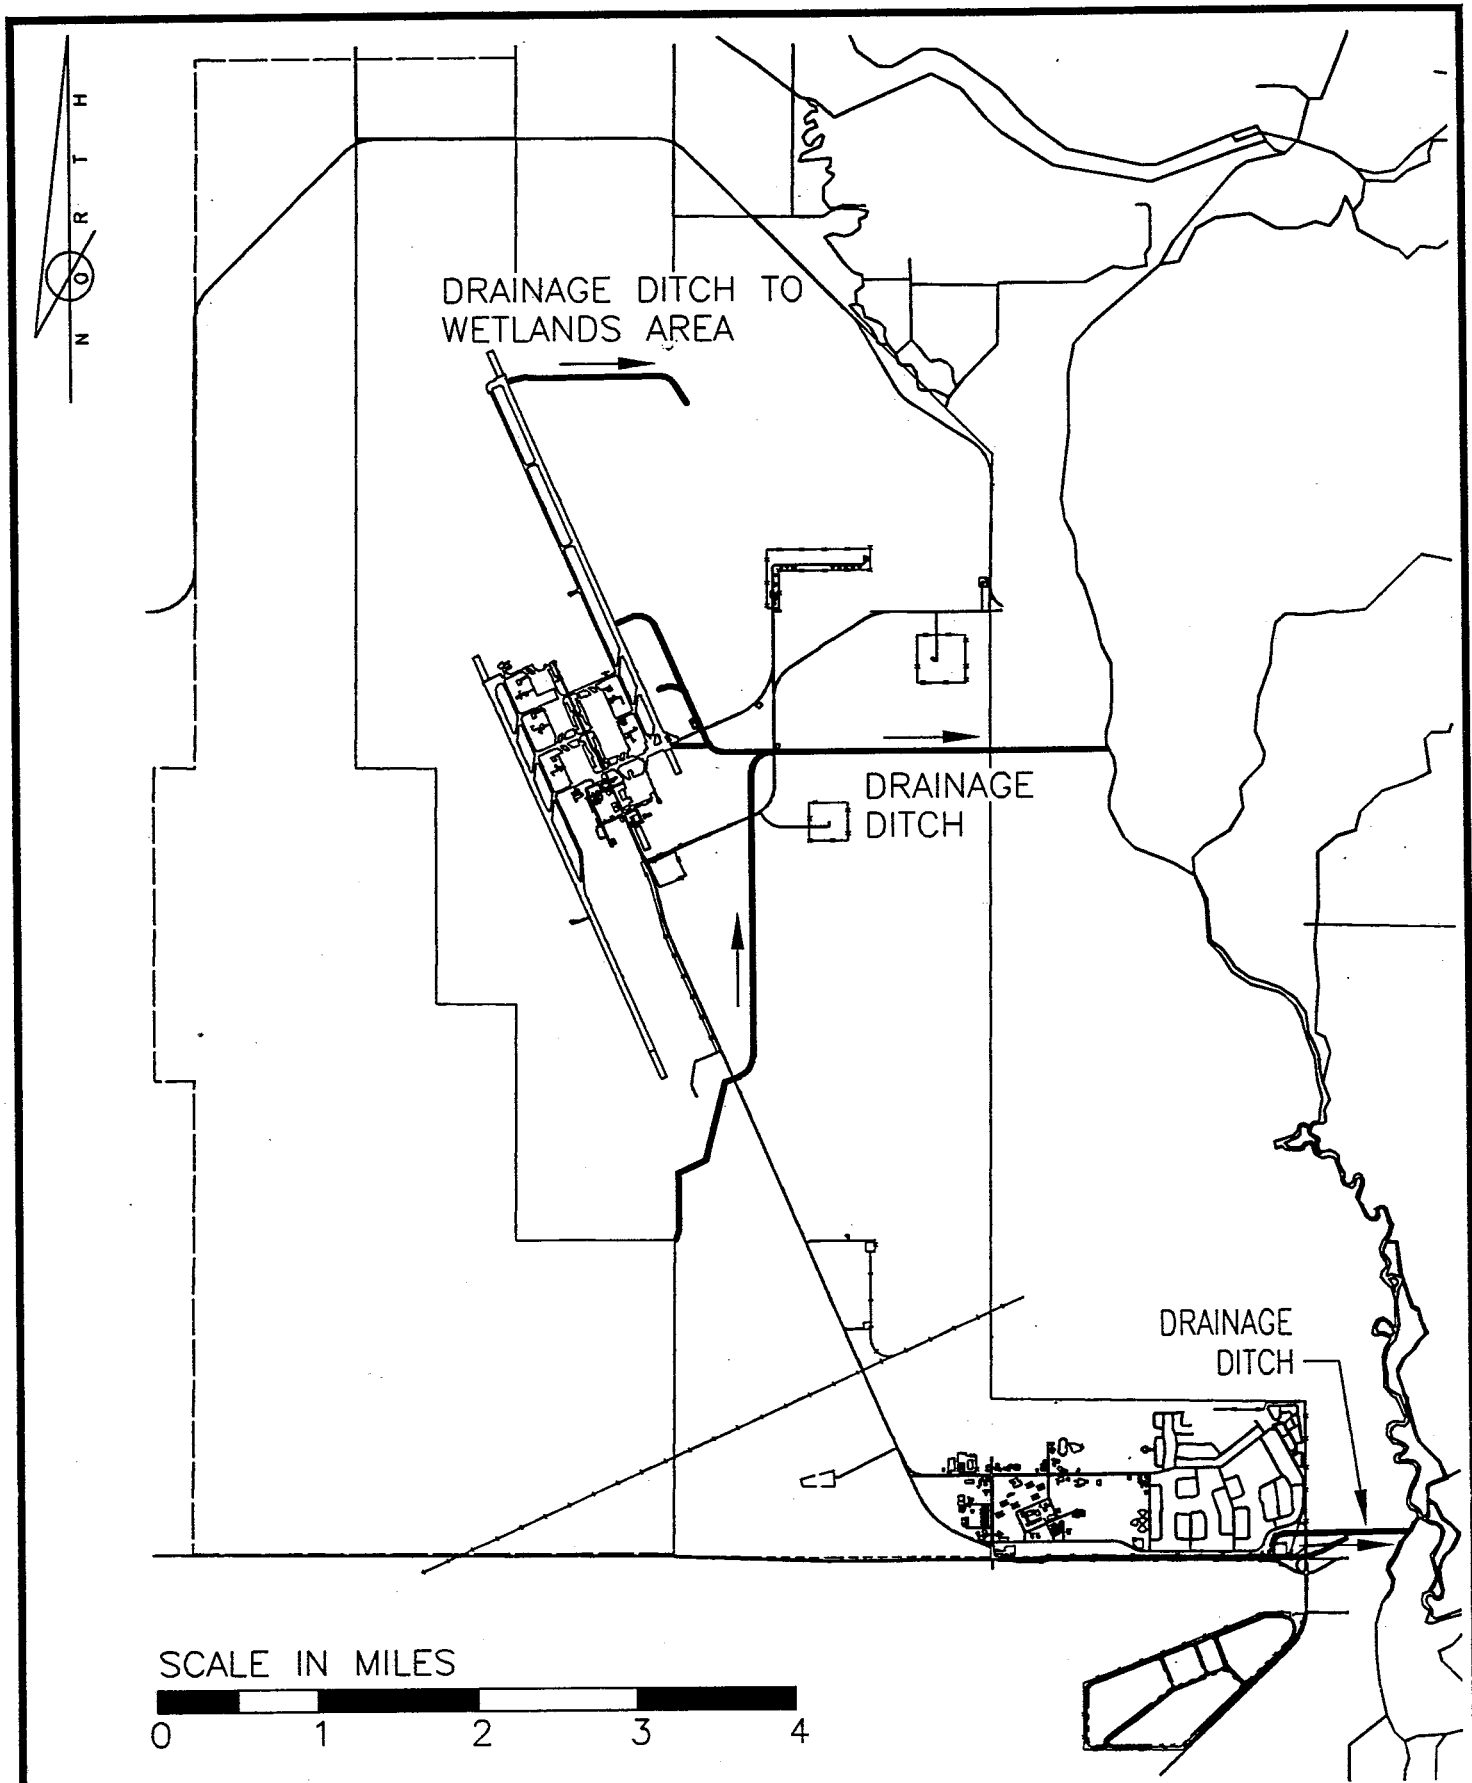 NORTH
DRAINAGE DITCH TO
WETLANDS AREA
DRAINAGE
DITCH
DRAINAGE
DITCH
SCALE IN MILES
0 1 2 3 4